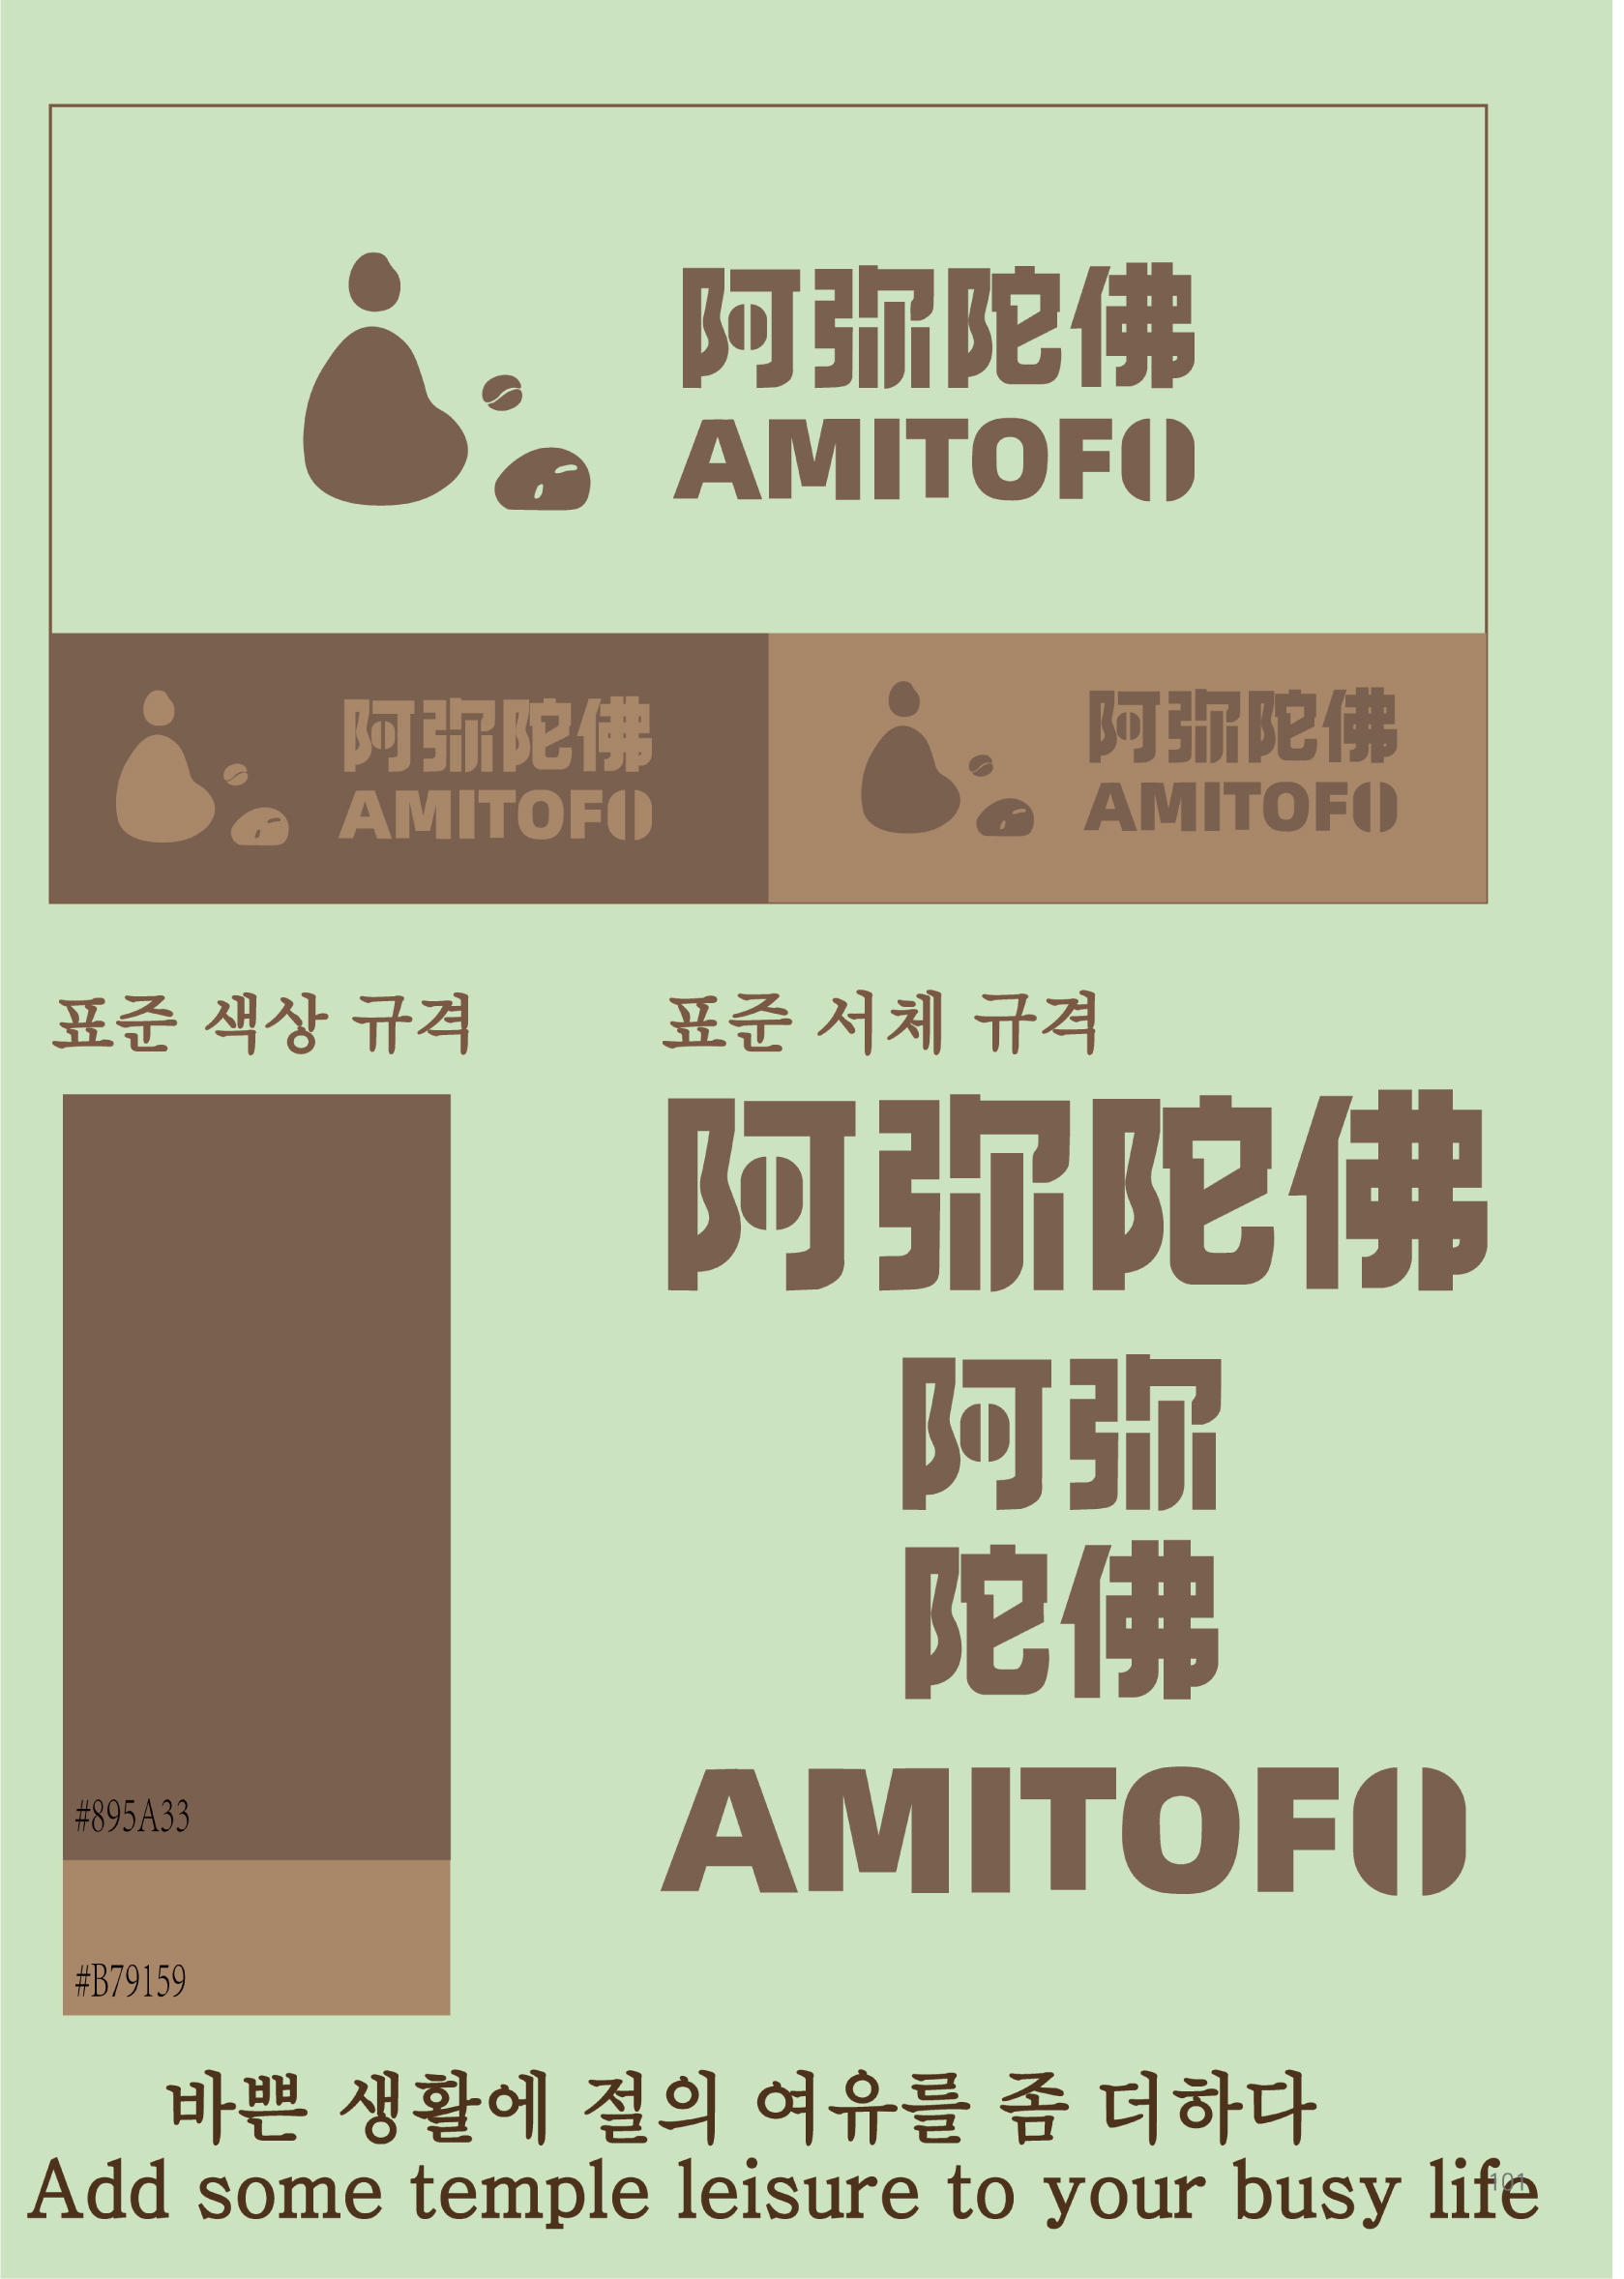 阿弥陀佛
AMITOFO
阿弥陀佛
AMITOFO
阿弥陀佛
AMITOFO
표준 색상 규격
표준 서체 규격
#895A33
#B79159
阿弥陀佛
阿弥
陀佛
AMITOFO
바쁜 생활에 절의 여유를 좀 더하다
Add some temple leisure to your busy life
101